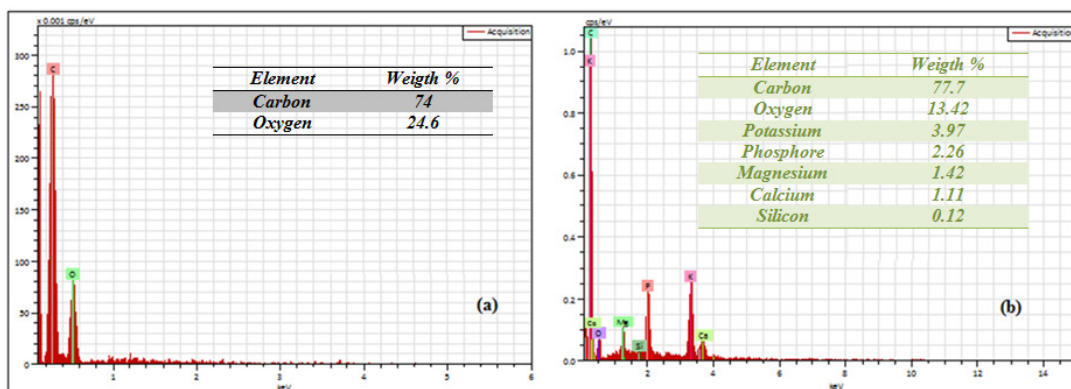 x 0.001 cps/eV
Acquisition
300
250
200
150
100
50
0
1
2
3
4
5
6
keV
C
O
Element Weigth %
Carbon 74
Oxygen 24.6
(a)
cps/eV
Acquisition
1.0
0.8
0.6
0.4
0.2
0.0
2
4
6
8
10
12
14
keV
C
K
Ca
O
Mg
Si
P
K
Ca
Element Weigth %
Carbon 77.7
Oxygen 13.42
Potassium 3.97
Phosphore 2.26
Magnesium 1.42
Calcium 1.11
Silicon 0.12
(b)